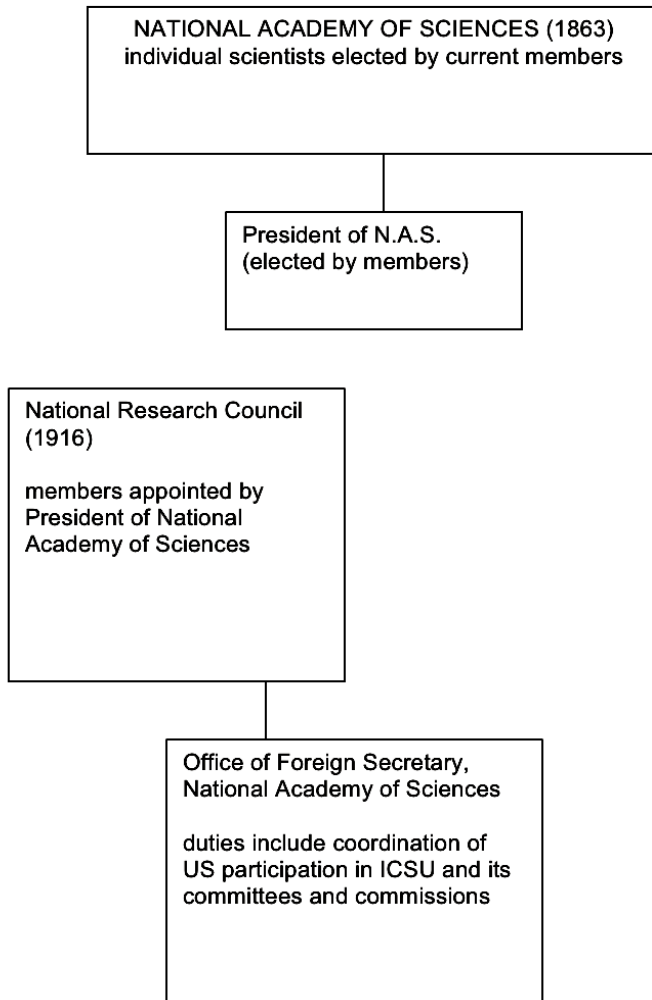 NATIONAL ACADEMY OF SCIENCES (1863)
individual scientists elected by current members
President of N.A.S.
(elected by members)
National Research Council
(1916)
members appointed by
President of National
Academy of Sciences
Office of Foreign Secretary,
National Academy of Sciences
duties include coordination of
US participation in ICSU and its
committees and commissions